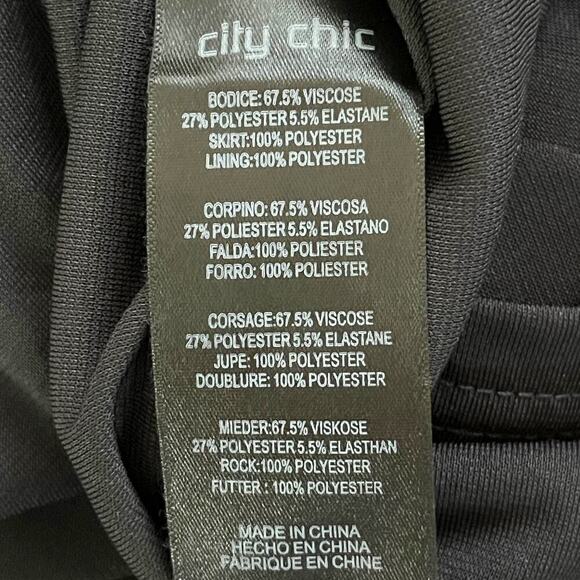 city chic
BODICE:67.5% VISCOSE
27% POLYESTER 5.5% ELASTANE
SKIRT:100% POLYESTER
LINING:100% POLYESTER
CORPINO: 67.5% VISCOSA
27% POLIESTER 5.5% ELASTANO
FALDA:100% POLIESTER
FORRO: 100% POLIESTER
CORSAGE:67.5% VISCOSE
27% POLYESTER 5.5% ELASTANE
JUPE: 100% POLYESTER
DOUBLURE: 100% POLYESTER
MIEDER:67.5% VISKOSE
27% POLYESTER 5.5% ELASTHAN
ROCK:100% POLYESTER
FUTTER : 100% POLYESTER
MADE IN CHINA
HECHO EN CHINA
FABRIQUE EN CHINE